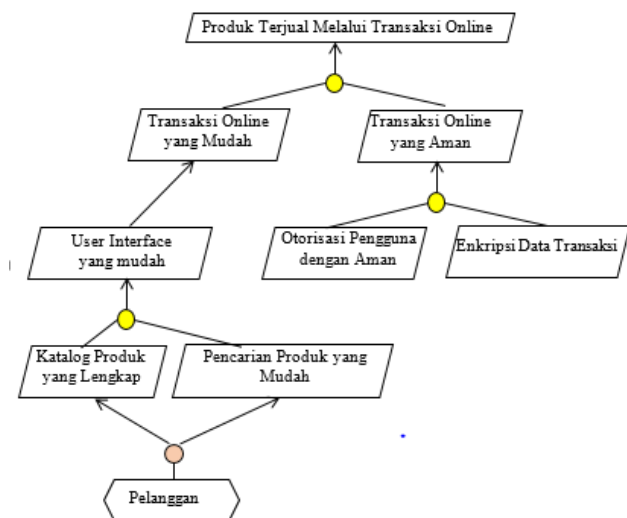 Produk Terjual Melalui Transaksi Online
Transaksi Online
yang Mudah
Transaksi Online
yang Aman
User Interface
yang mudah
Otorisasi Pengguna
dengan Aman
Enkripsi Data Transaksi
Katalog Produk
yang Lengkap
Pencarian Produk yang
Mudah
Pelanggan